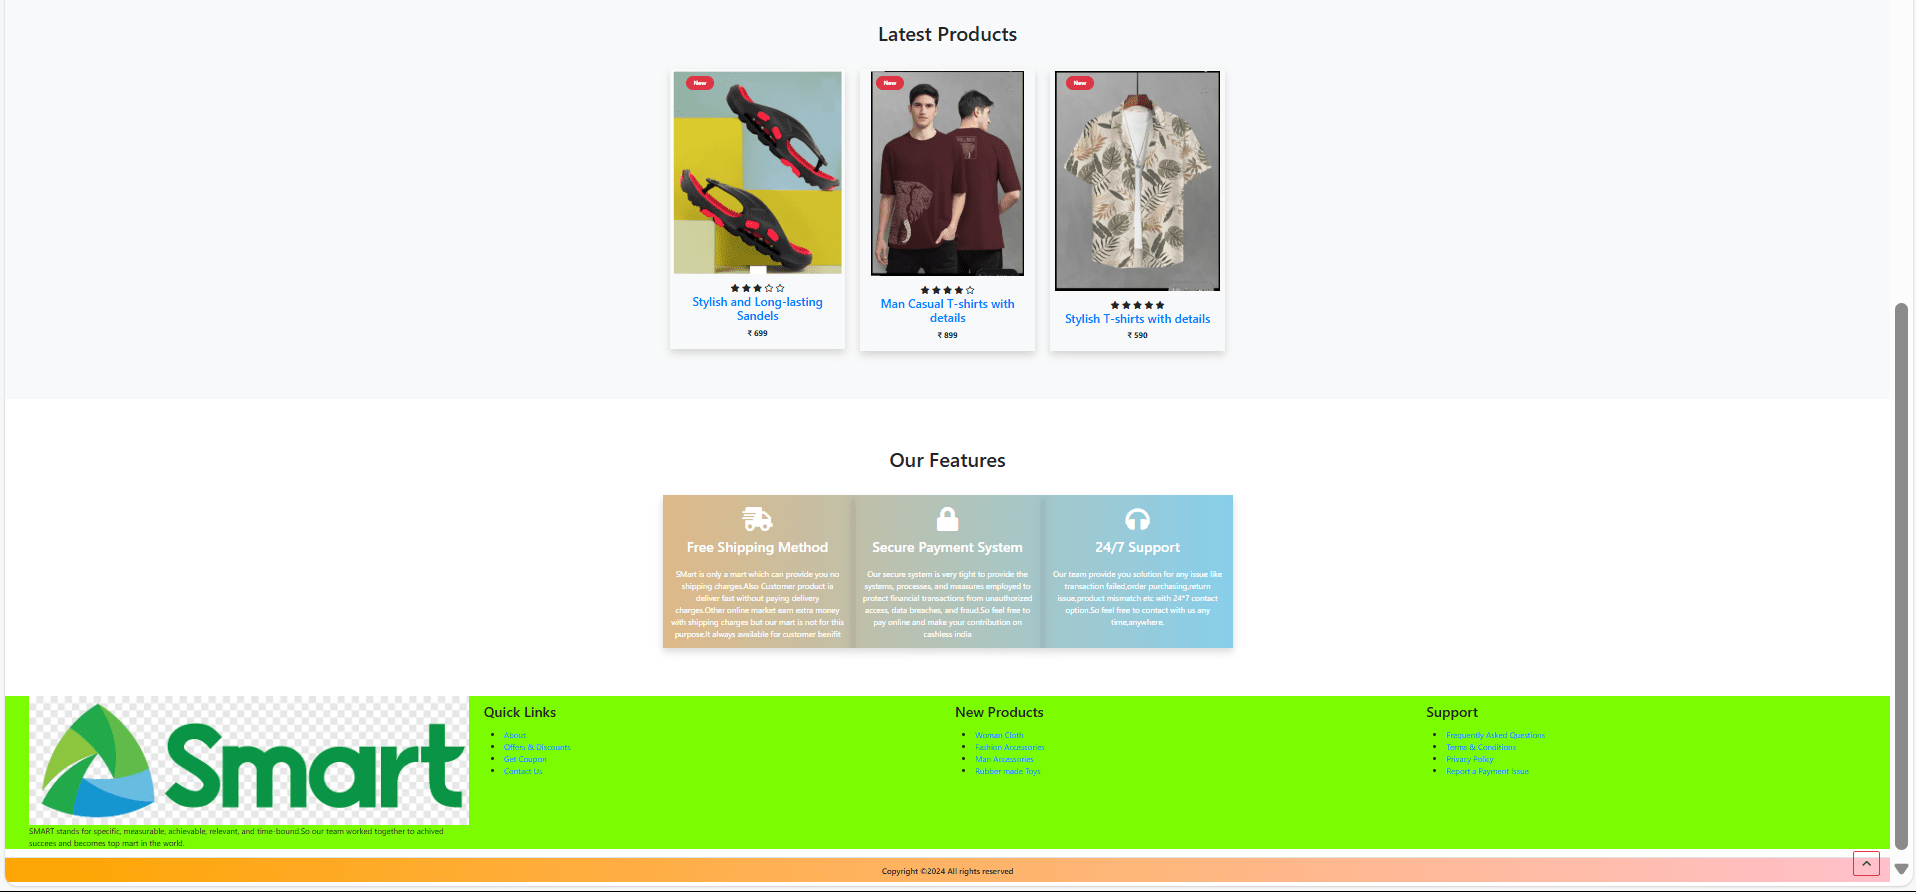 Latest Products
New
New
New
Stylish and Long-lasting
Sandels
₹ 699
Man Casual T-shirts with
details
₹ 899
Stylish T-shirts with details
₹ 590
Our Features
Free Shipping Method
SMart is only a mart which can provide you no
shipping charges.Also Customer product ia
deliver fast without paying delivery
charges.Other online market earn extra money
with shipping charges but our mart is not for this
purpose.It always available for customer benifit
Secure Payment System
Our secure system is very tight to provide the
systems, processes, and measures employed to
protect financial transactions from unauthorized
access, data breaches, and fraud.So feel free to
pay online and make your contribution on
cashless india
24/7 Support
Our team provide you solution for any issue like
transaction failed,order purchasing,return
issue,product mismatch etc with 24*7 contact
option.So feel free to contact with us any
time,anywhere.
Smart
SMART stands for specific, measurable, achievable, relevant, and time-bound.So our team worked together to achived
succees and becomes top mart in the world.
Quick Links
About
Offers & Discounts
Get Coupon
Contact Us
New Products
Woman Cloth
Fashion Accessories
Man Accessories
Rubber made Toys
Support
Frequently Asked Questions
Terms & Conditions
Privacy Policy
Report a Payment Issue
Copyright ©2024 All rights reserved